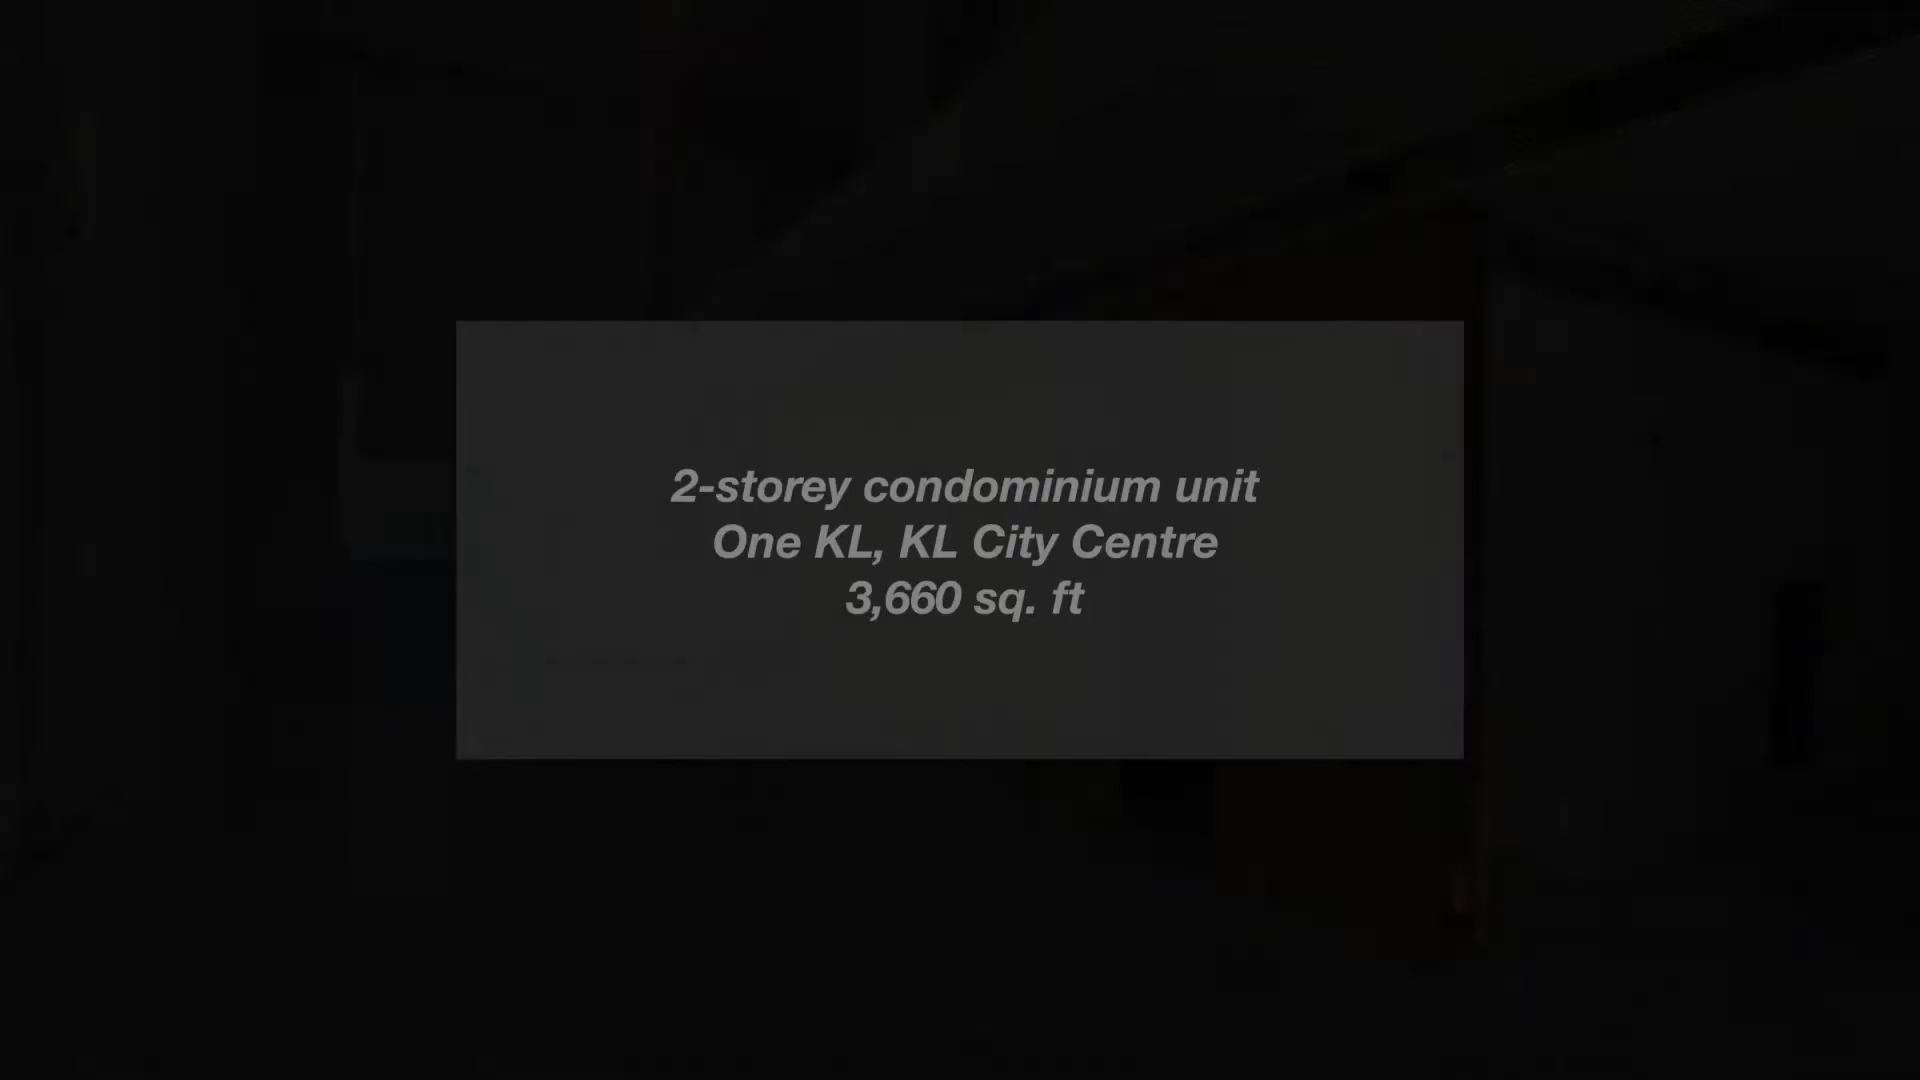 2-storey condominium unit
One KL, KL City Centre
3,660 sq. ft